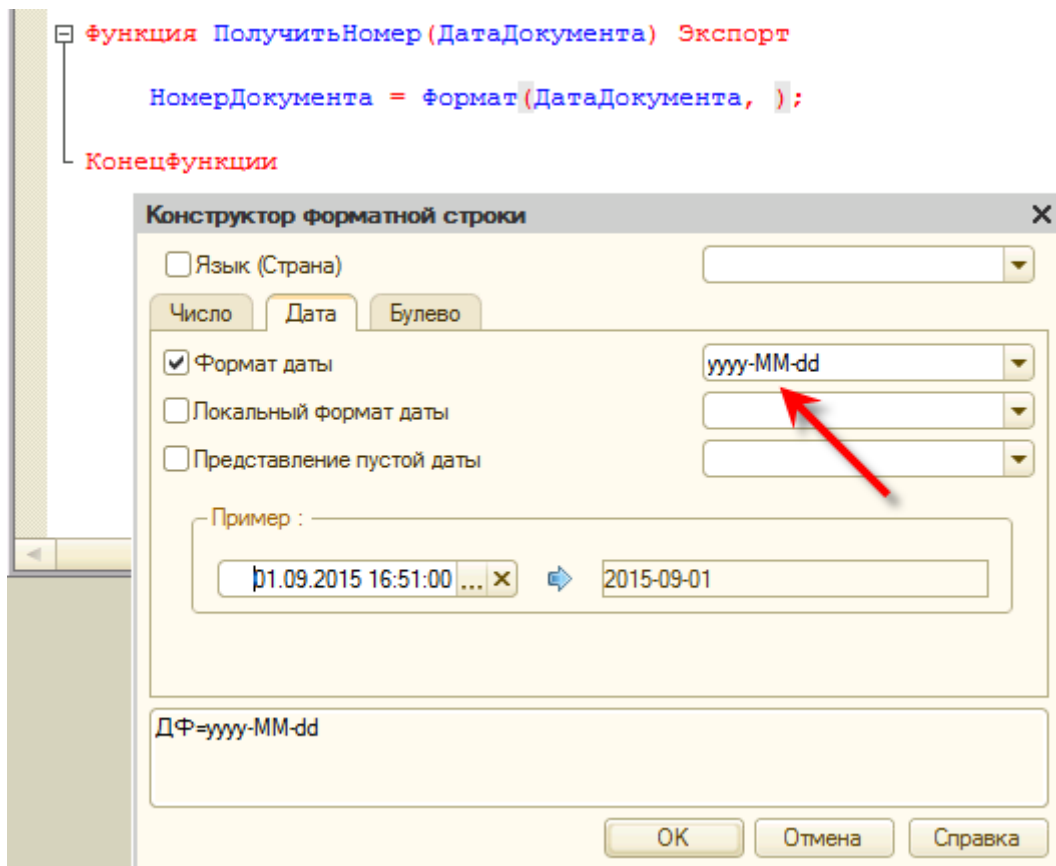 Функция ПолучитьНомер(ДатаДокумента) Экспорт
НомерДокумента = Формат(ДатаДокумента, );
КонецФункции
Конструктор форматной строки
Язык (Страна)
Число Дата Булево
Формат даты yyyy-MM-dd
Локальный формат даты
Представление пустой даты
Пример :
01.09.2015 16:51:00 ... 2015-09-01
ДФ=yyyy-MM-dd
OK Отмена Справка